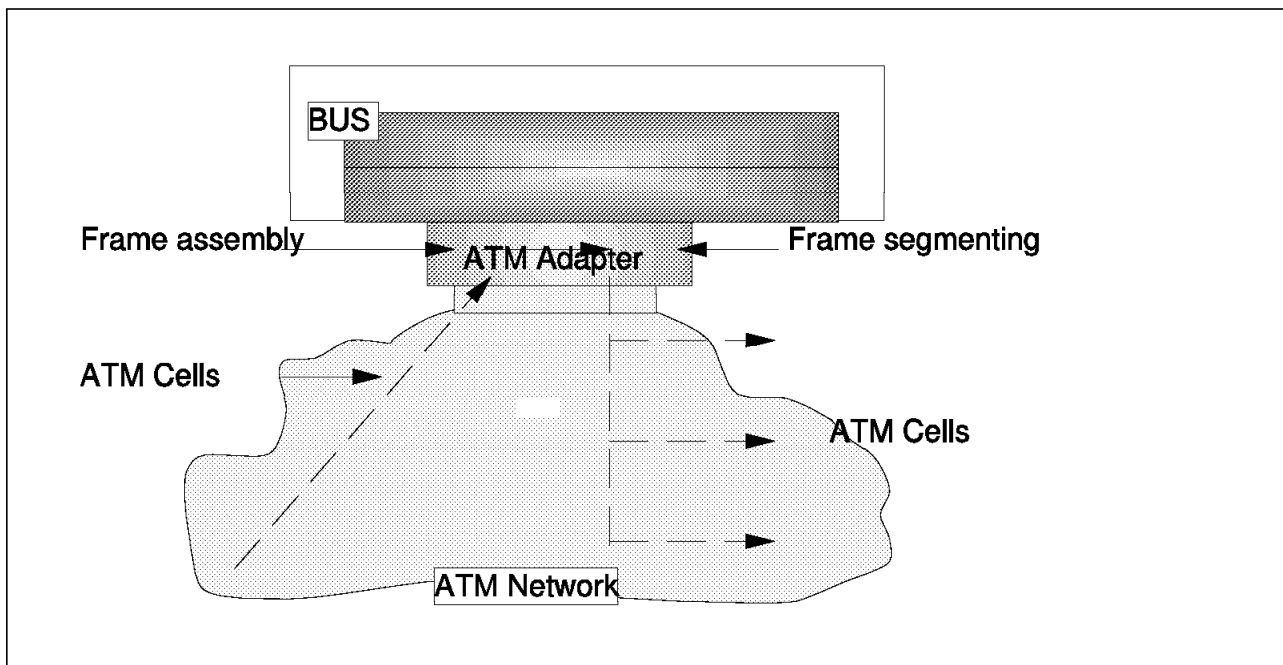 BUS
Frame assembly
ATM Adapter
Frame segmenting
ATM Cells
ATM Cells
ATM Network